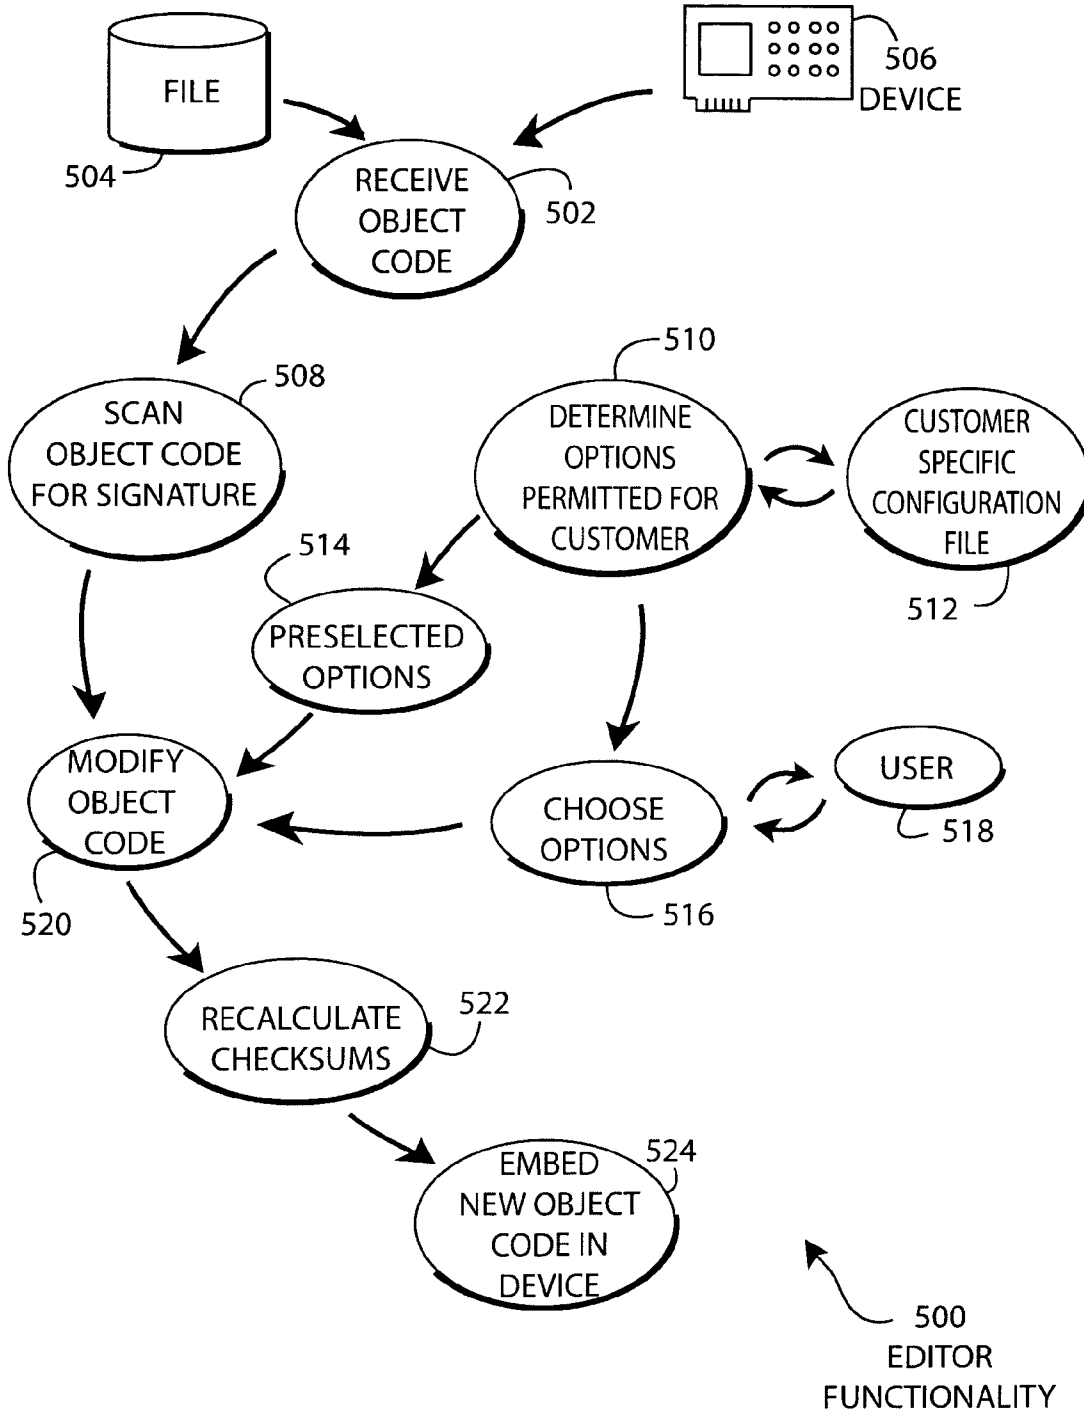 FILE
504
506
DEVICE
RECEIVE
OBJECT
CODE
502
SCAN
OBJECT CODE
FOR SIGNATURE
508
510
DETERMINE
OPTIONS
PERMITTED FOR
CUSTOMER
CUSTOMER
SPECIFIC
CONFIGURATION
FILE
512
514
PRESELECTED
OPTIONS
MODIFY
OBJECT
CODE
520
CHOOSE
OPTIONS
516
USER
518
RECALCULATE
CHECKSUMS
522
524
EMBED
NEW OBJECT
CODE IN
DEVICE
500
EDITOR
FUNCTIONALITY